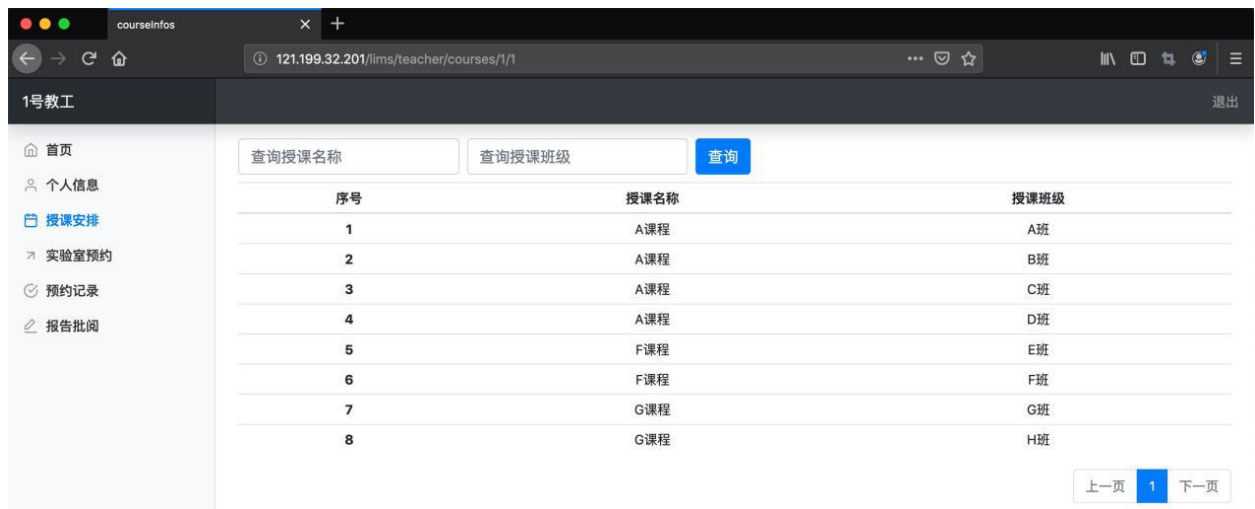 courseInfos
121.199.32.201/lims/teacher/courses/1/1
1号教工 退出
首页
个人信息
授课安排
实验室预约
预约记录
报告批阅
查询授课名称 查询授课班级 查询
序号 授课名称 授课班级
1 A课程 A班
2 A课程 B班
3 A课程 C班
4 A课程 D班
5 F课程 E班
6 F课程 F班
7 G课程 G班
8 G课程 H班
上一页 1 下一页